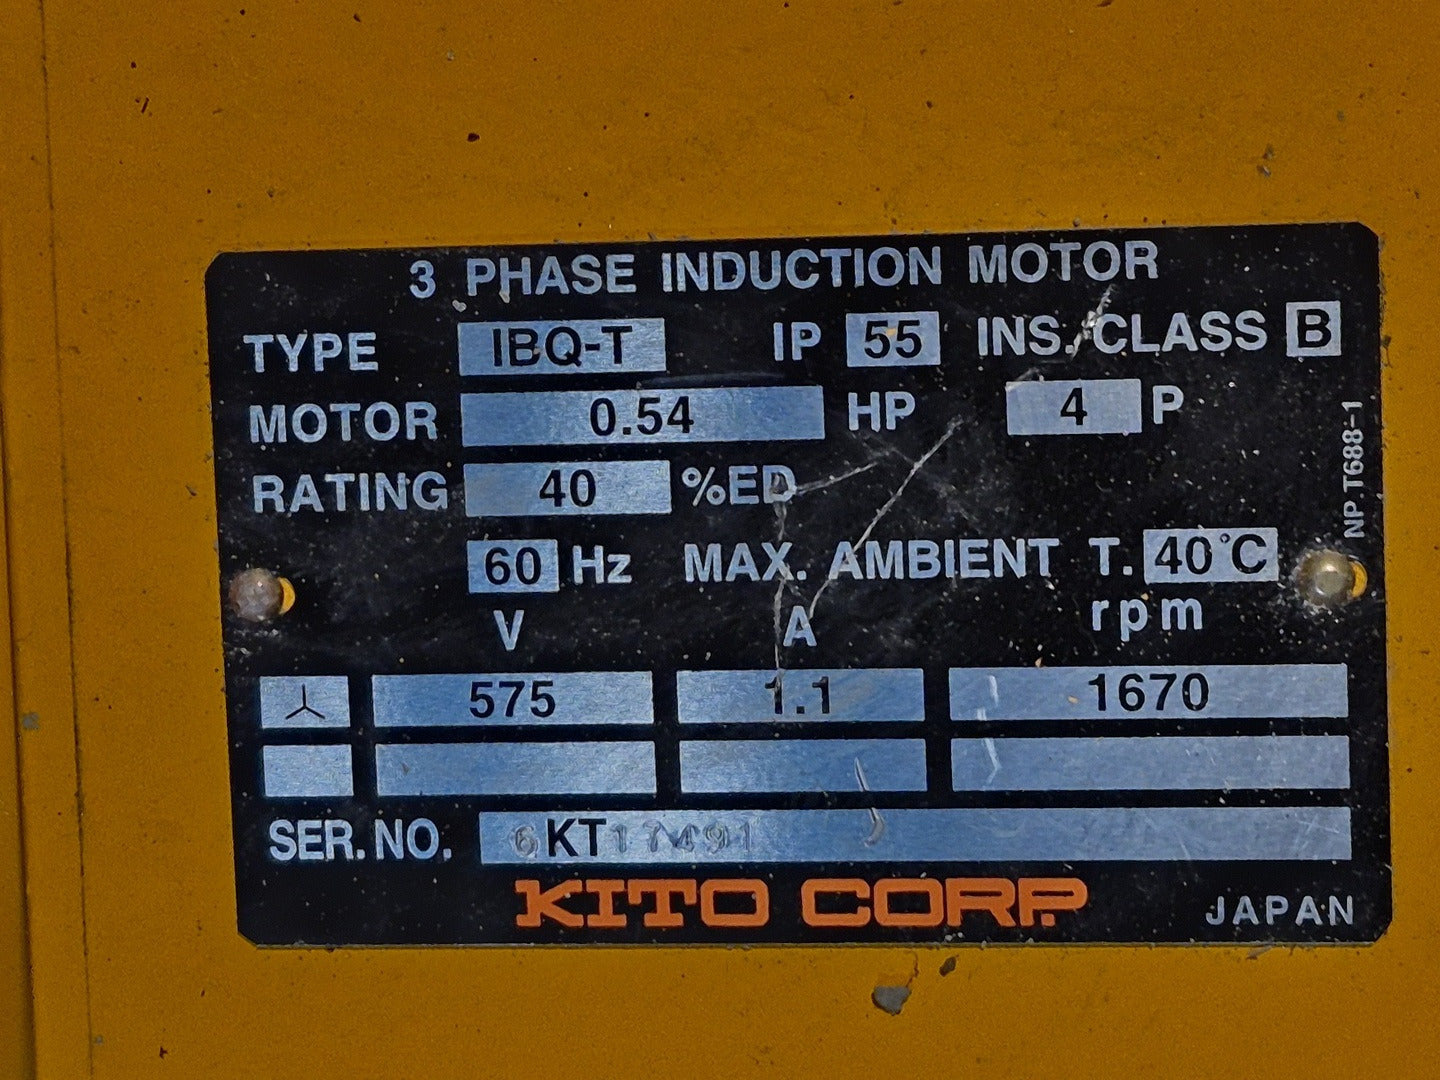 3 PHASE INDUCTION MOTOR
TYPE IBQ-T IP 55 INS. CLASS B
MOTOR 0.54 HP 4 P
RATING 40 %ED
60 Hz MAX. AMBIENT T. 40°C
V A rpm
575 1.1 1670
SER. NO. 6KT17491
KITO CORP.
JAPAN
NP T688-1